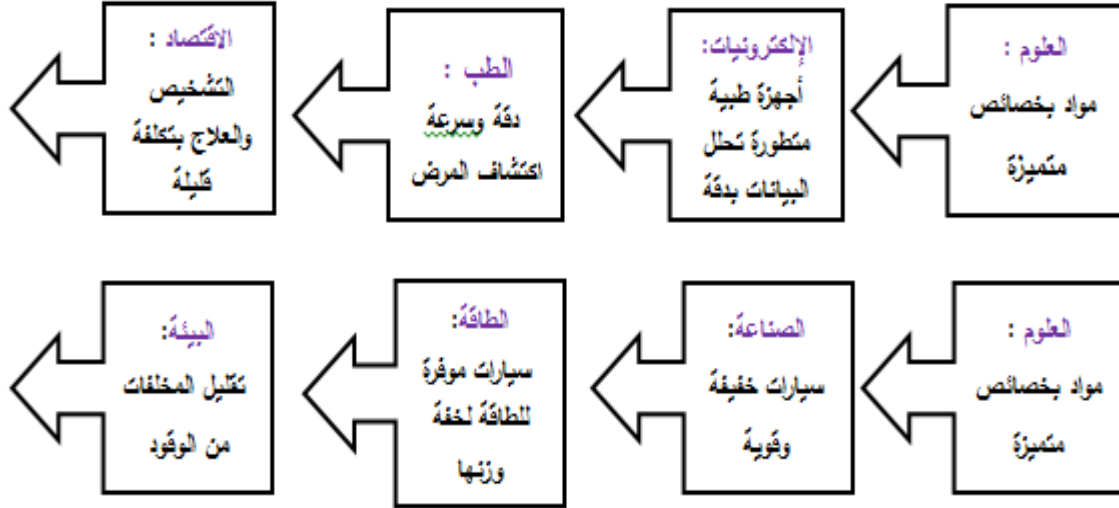 العلوم :
مواد بخصائص
متميزة
الإلكترونيات:
أجهزة طبية
متطورة تحلل
البيانات بدقة
الطب :
دقة وسرعة
اكتشاف المرض
الاقتصاد :
التشخيص
والعلاج بتكلفة
قليلة
العلوم :
مواد بخصائص
متميزة
الصناعة:
سيارات خفيفة
وقوية
الطاقة:
سيارات موفرة
للطاقة لخفة
وزنها
البيئة:
تقليل المخلفات
من الوقود